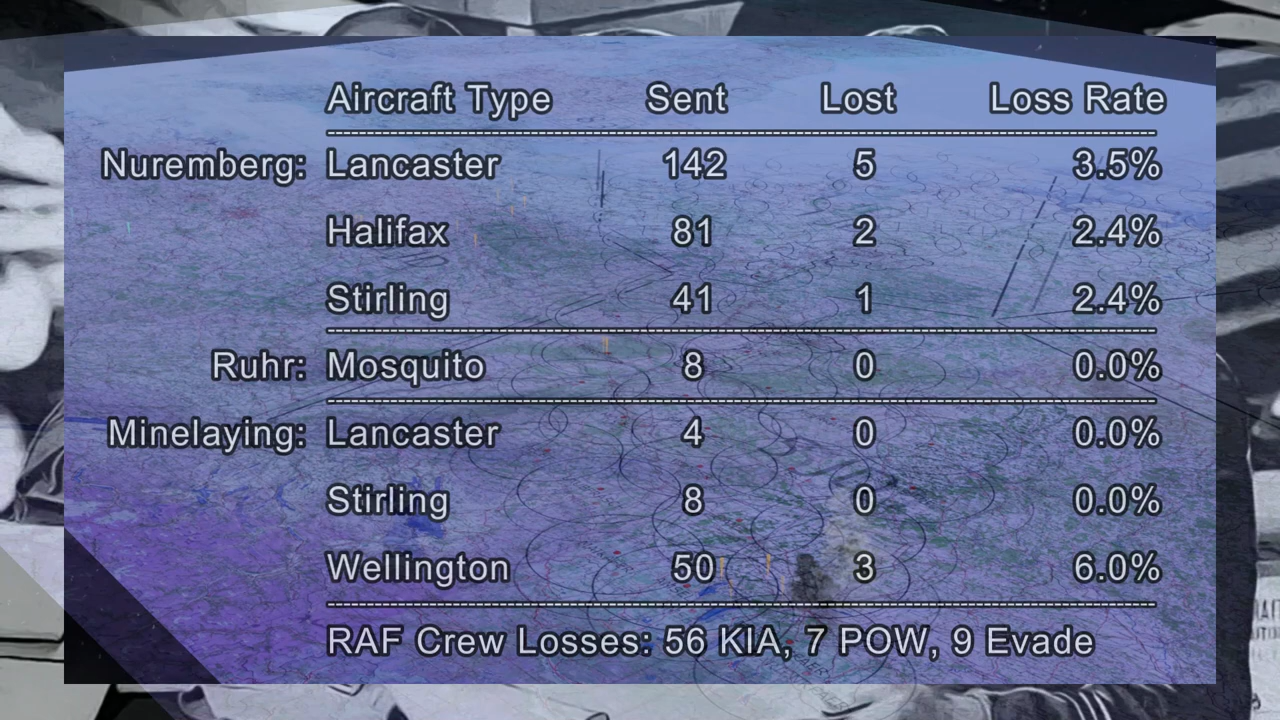 Aircraft Type Sent Lost Loss Rate
Nuremberg: Lancaster 142 5 3.5%
Halifax 81 2 2.4%
Stirling 41 1 2.4%
Ruhr: Mosquito 8 0 0.0%
Minelaying: Lancaster 4 0 0.0%
Stirling 8 0 0.0%
Wellington 50 3 6.0%
RAF Crew Losses: 56 KIA, 7 POW, 9 Evade